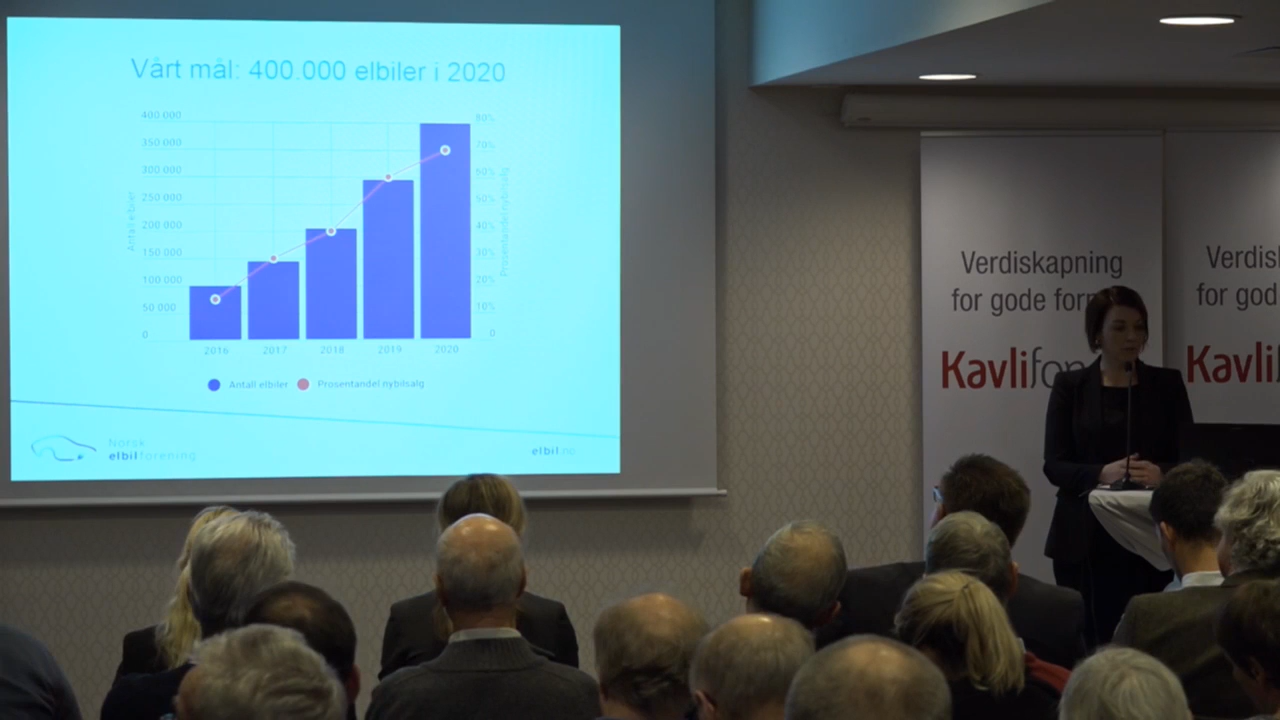 Vårt mål: 400.000 elbiler i 2020
400 000
350 000
300 000
250 000
200 000
150 000
100 000
50 000
0
Antall elbiler
80%
70%
60%
50%
40%
30%
20%
10%
0
Prosentandel nybilsalg
2016 2017 2018 2019 2020
Antall elbiler Prosentandel nybilsalg
Norsk
elbilforening
elbil.no
Verdiskapning
for gode for
Kavlifo
Verdis
for god
Kavli